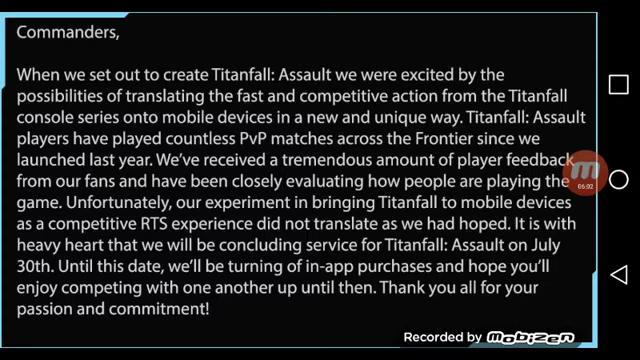 Commanders,
When we set out to create Titanfall: Assault we were excited by the
possibilities of translating the fast and competitive action from the Titanfall
console series onto mobile devices in a new and unique way. Titanfall: Assault
players have played countless PvP matches across the Frontier since we
launched last year. We've received a tremendous amount of player feedback
from our fans and have been closely evaluating how people are playing the
game. Unfortunately, our experiment in bringing Titanfall to mobile devices
as a competitive RTS experience did not translate as we had hoped. It is with
heavy heart that we will be concluding service for Titanfall: Assault on July
30th. Until this date, we'll be turning of in-app purchases and hope you'll
enjoy competing with one another up until then. Thank you all for your
passion and commitment!
06:02
Recorded by Mobizen